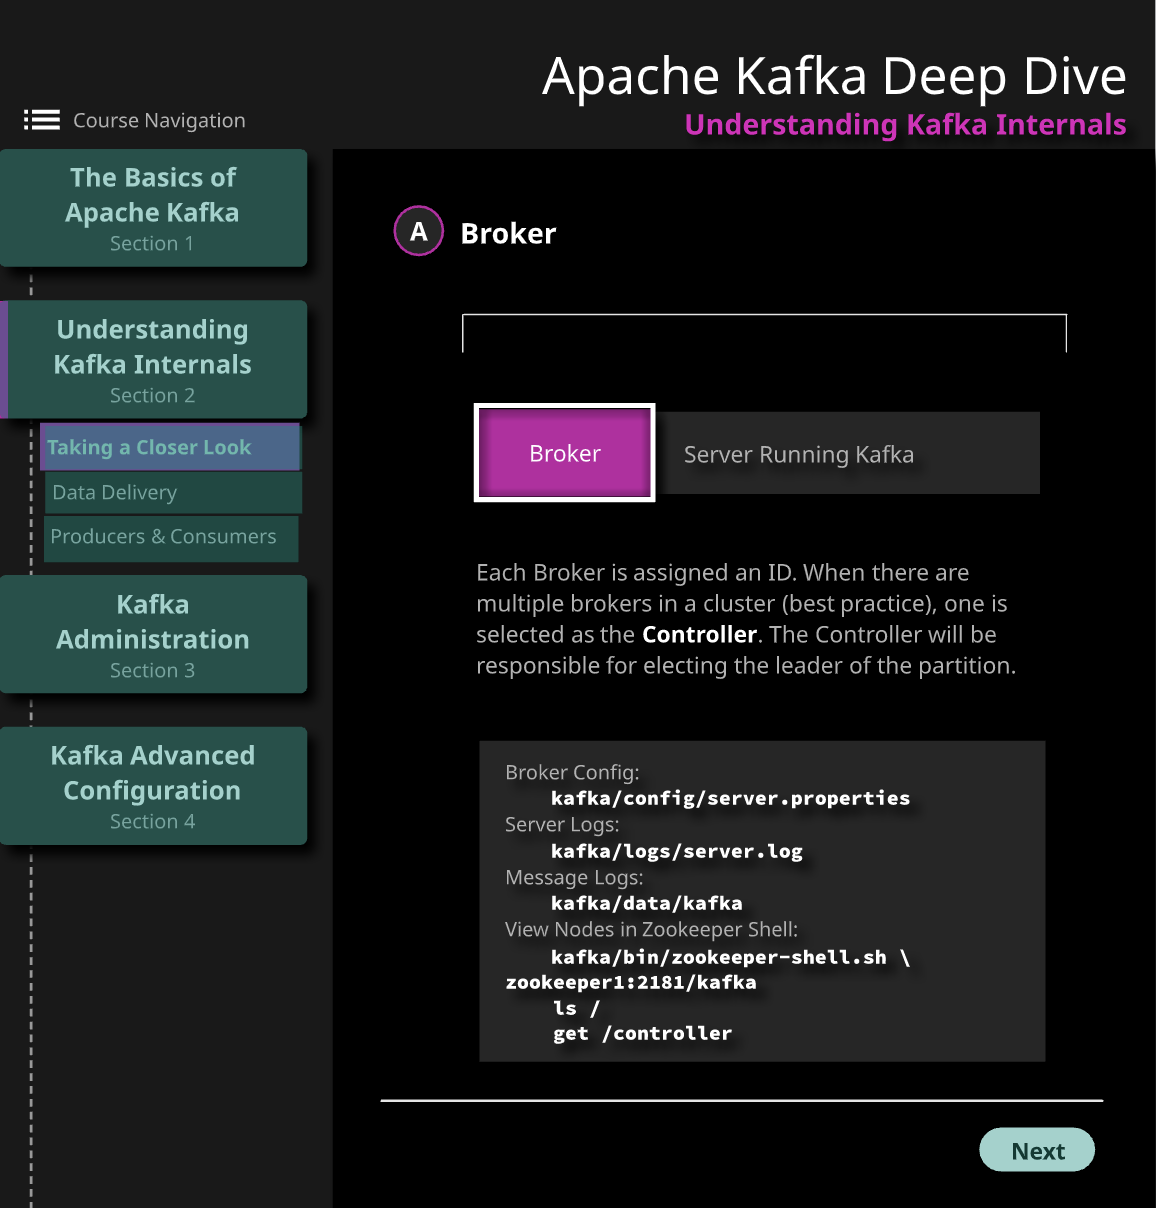 Apache Kafka Deep Dive
Understanding Kafka Internals
Course Navigation
The Basics of
Apache Kafka
Section 1
Understanding
Kafka Internals
Section 2
Taking a Closer Look
Data Delivery
Producers & Consumers
Kafka
Administration
Section 3
Kafka Advanced
Configuration
Section 4
A Broker
Broker Server Running Kafka
Each Broker is assigned an ID. When there are
multiple brokers in a cluster (best practice), one is
selected as the Controller. The Controller will be
responsible for electing the leader of the partition.
Broker Config:
kafka/config/server.properties
Server Logs:
kafka/logs/server.log
Message Logs:
kafka/data/kafka
View Nodes in Zookeeper Shell:
kafka/bin/zookeeper-shell.sh \
zookeeper1:2181/kafka
ls /
get /controller
Next